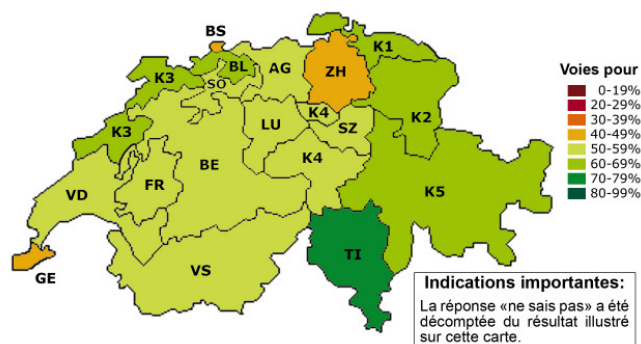 BS
K1
K3
BL
AG
ZH
SO
K3
K4
K2
LU
SZ
K4
BE
FR
VD
K5
GE
VS
TI
Voies pour
0-19%
20-29%
30-39%
40-49%
50-59%
60-69%
70-79%
80-99%
Indications importantes:
La réponse «ne sais pas» a été
décomptée du résultat illustré
sur cette carte.